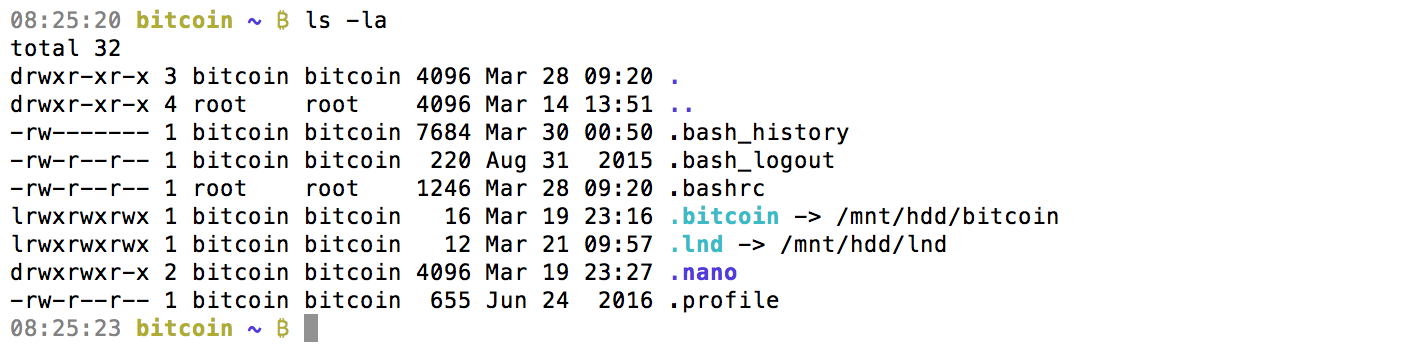 08:25:20 bitcoin ~ ₿ ls -la
total 32
drwxr-xr-x 3 bitcoin bitcoin 4096 Mar 28 09:20 .
drwxr-xr-x 4 root    root    4096 Mar 14 13:51 ..
-rw------- 1 bitcoin bitcoin 7684 Mar 30 00:50 .bash_history
-rw-r--r-- 1 bitcoin bitcoin  220 Aug 31  2015 .bash_logout
-rw-r--r-- 1 root    root    1246 Mar 28 09:20 .bashrc
lrwxrwxrwx 1 bitcoin bitcoin   16 Mar 19 23:16 .bitcoin -> /mnt/hdd/bitcoin
lrwxrwxrwx 1 bitcoin bitcoin   12 Mar 21 09:57 .lnd -> /mnt/hdd/lnd
drwxrwxr-x 2 bitcoin bitcoin 4096 Mar 19 23:27 .nano
-rw-r--r-- 1 bitcoin bitcoin  655 Jun 24  2016 .profile
08:25:23 bitcoin ~ ₿